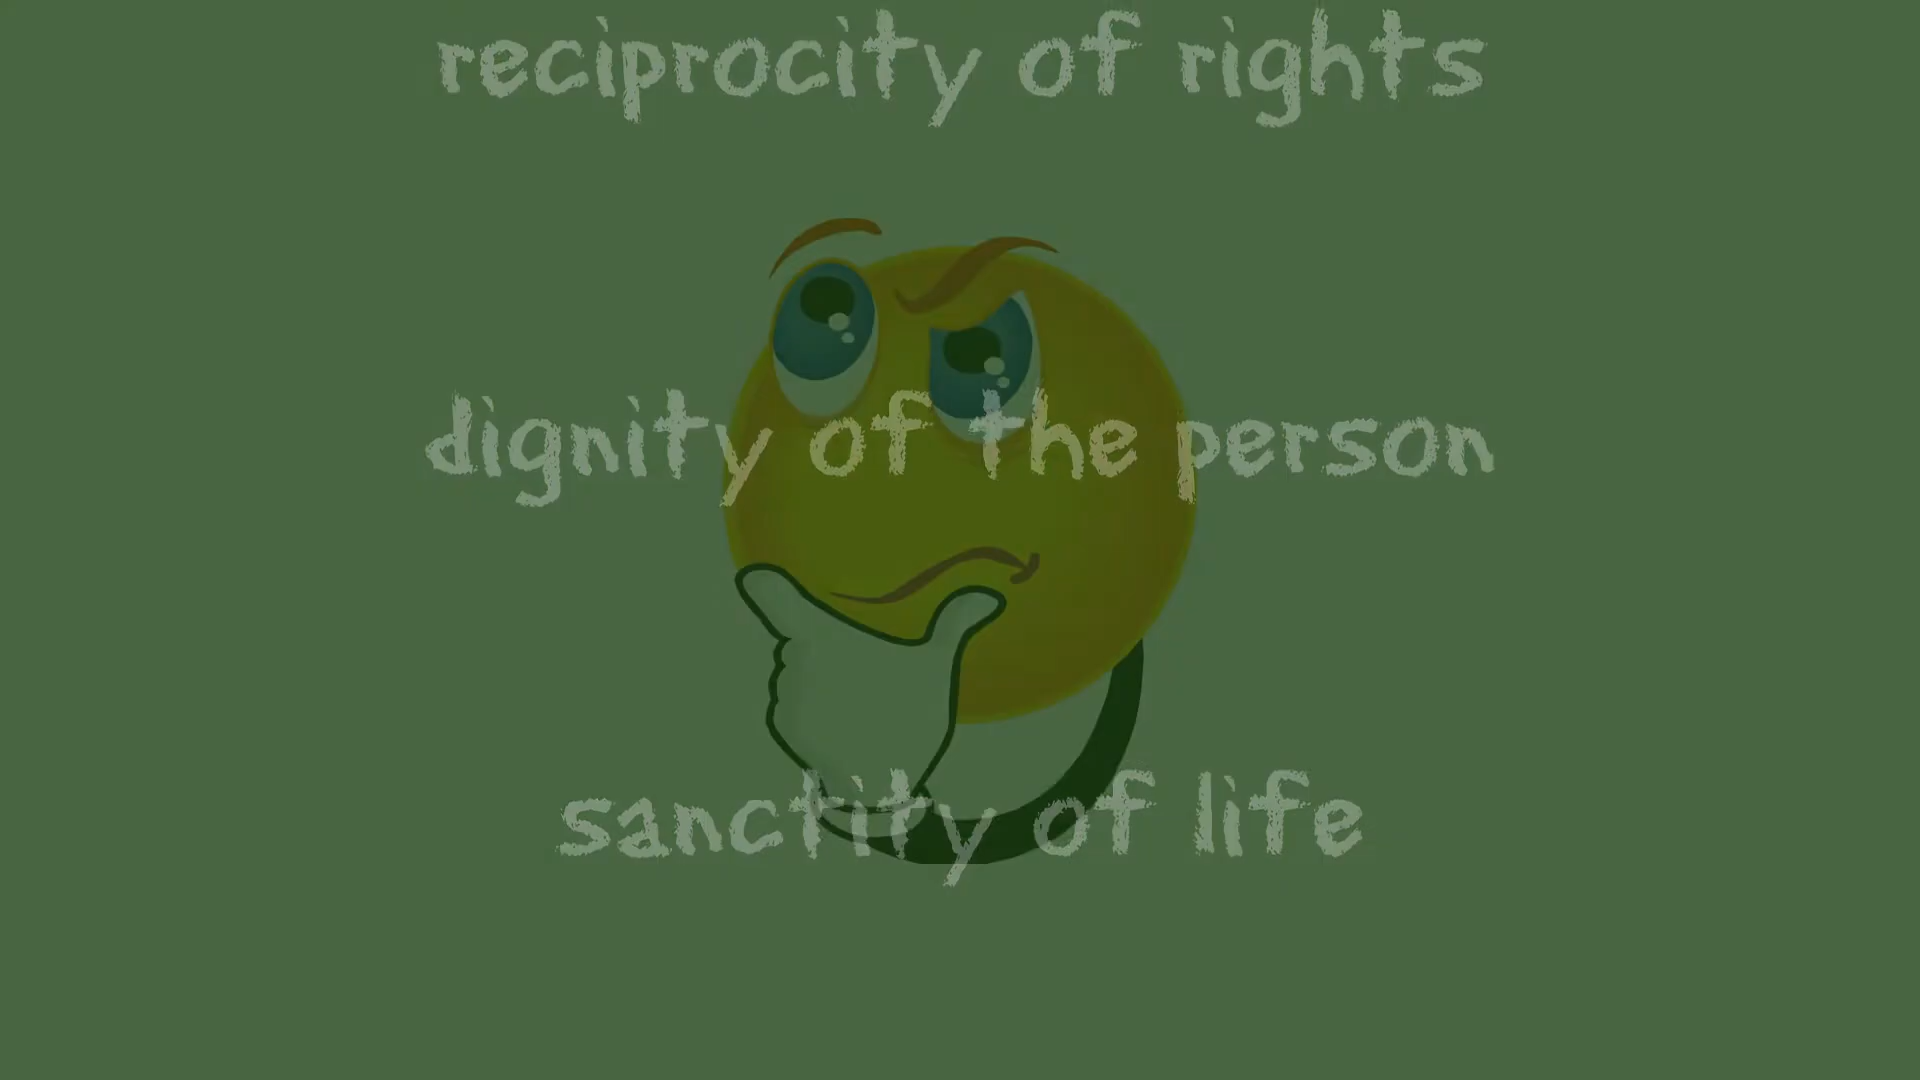 reciprocity of rights
dignity of the person
sanctity of life